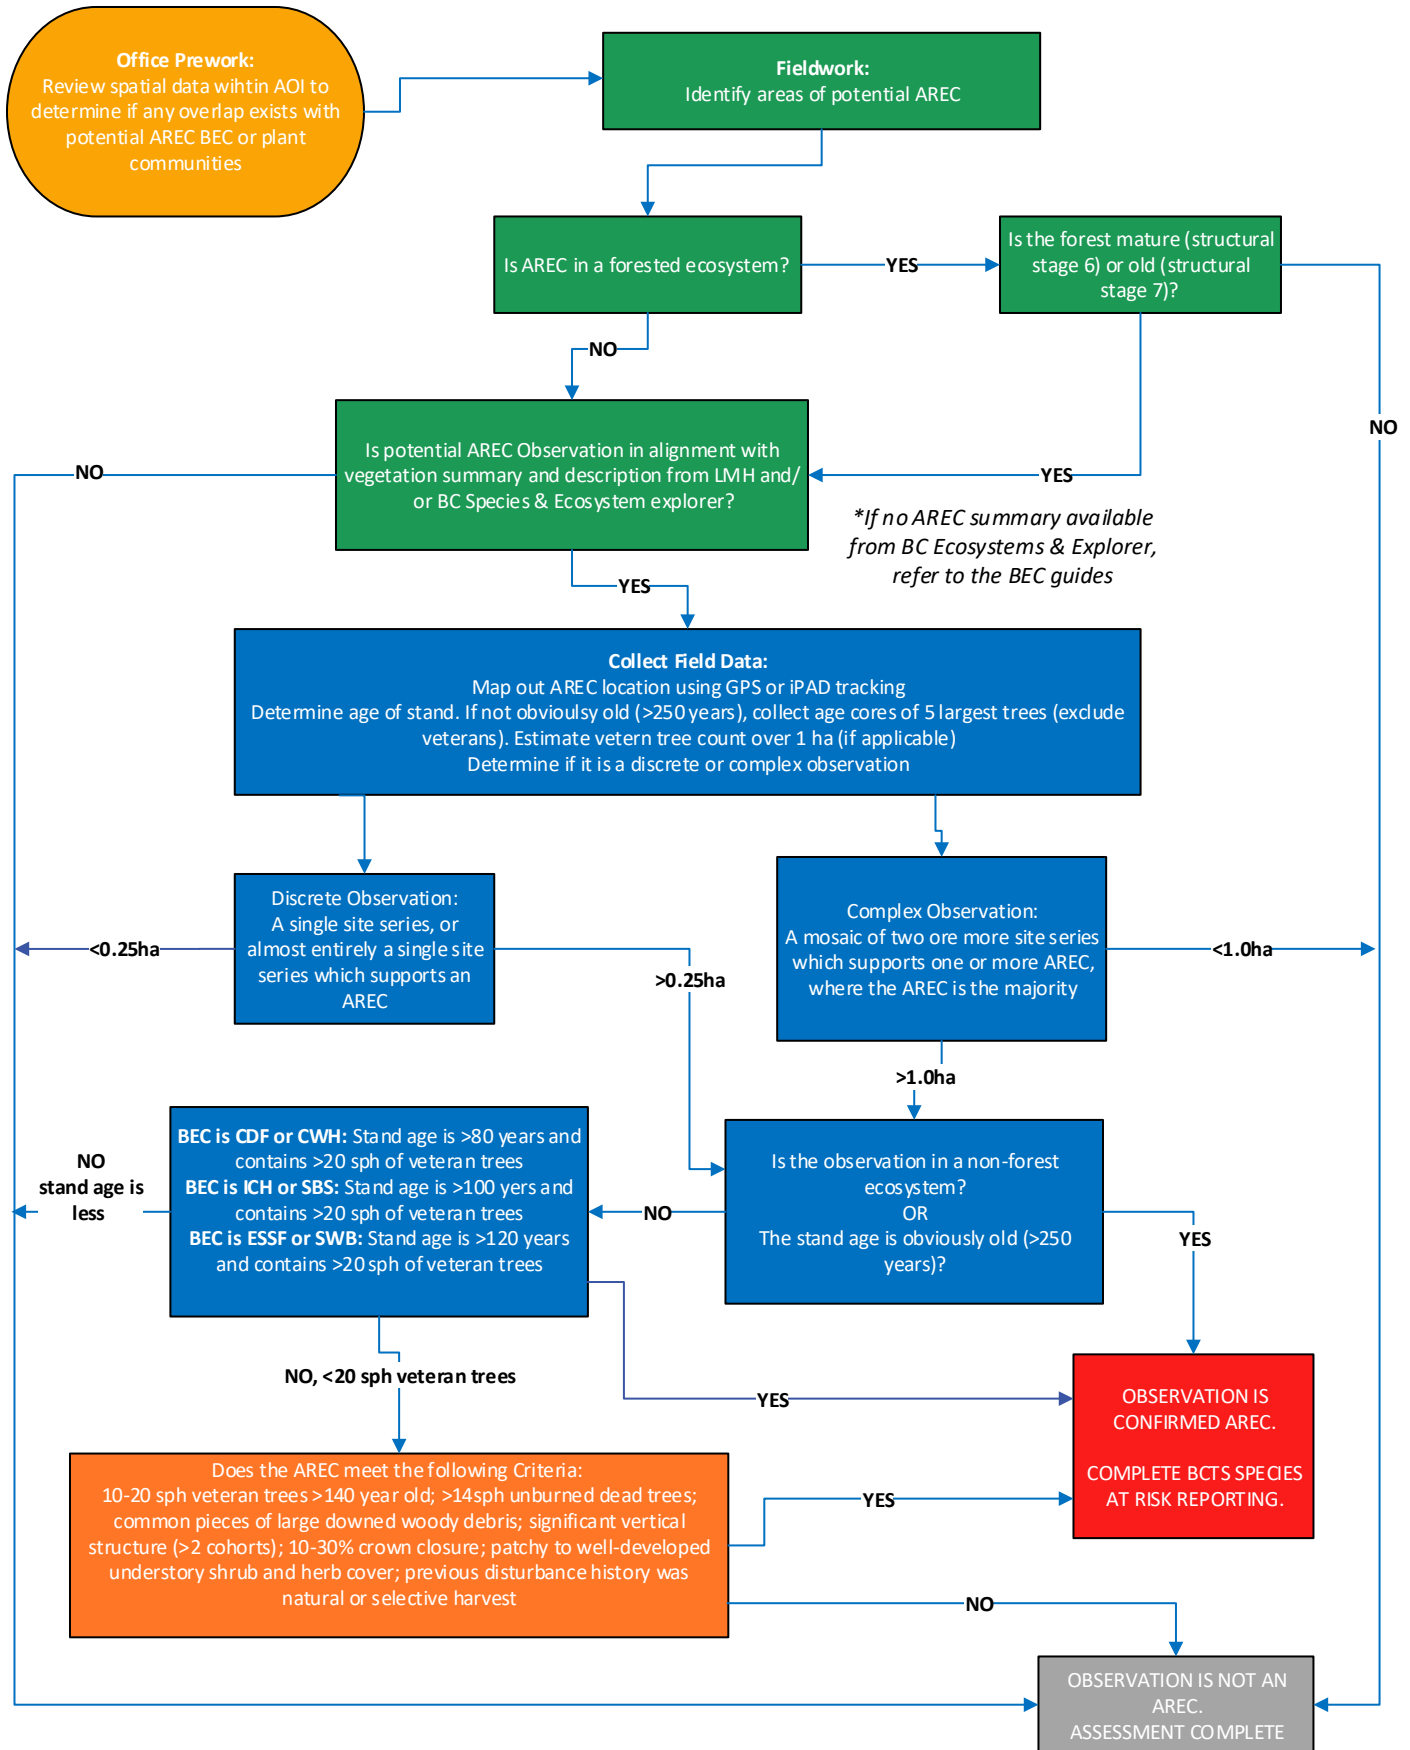 Office Prework:
Review spatial data wihtin AOI to
determine if any overlap exists with
potential AREC BEC or plant
communities
Fieldwork:
Identify areas of potential AREC
Is AREC in a forested ecosystem?
YES
Is the forest mature (structural
stage 6) or old (structural
stage 7)?
NO
NO
Is potential AREC Observation in alignment with
vegetation summary and description from LMH and/
or BC Species & Ecosystem explorer?
NO
YES
*If no AREC summary available
from BC Ecosystems & Explorer,
refer to the BEC guides
YES
Collect Field Data:
Map out AREC location using GPS or iPAD tracking
Determine age of stand. If not obvioulsy old (>250 years), collect age cores of 5 largest trees (exclude
veterans). Estimate vetern tree count over 1 ha (if applicable)
Determine if it is a discrete or complex observation
Discrete Observation:
A single site series, or
almost entirely a single site
series which supports an
AREC
<0.25ha
>0.25ha
Complex Observation:
A mosaic of two ore more site series
which supports one or more AREC,
where the AREC is the majority
<1.0ha
>1.0ha
BEC is CDF or CWH: Stand age is >80 years and
contains >20 sph of veteran trees
BEC is ICH or SBS: Stand age is >100 yers and
contains >20 sph of veteran trees
BEC is ESSF or SWB: Stand age is >120 years
and contains >20 sph of veteran trees
NO
stand age is
less
NO
Is the observation in a non-forest
ecosystem?
OR
The stand age is obviously old (>250
years)?
YES
NO, <20 sph veteran trees
YES
OBSERVATION IS
CONFIRMED AREC.
COMPLETE BCTS SPECIES
AT RISK REPORTING.
Does the AREC meet the following Criteria:
10-20 sph veteran trees >140 year old; >14sph unburned dead trees;
common pieces of large downed woody debris; significant vertical
structure (>2 cohorts); 10-30% crown closure; patchy to well-developed
understory shrub and herb cover; previous disturbance history was
natural or selective harvest
YES
NO
OBSERVATION IS NOT AN
AREC.
ASSESSMENT COMPLETE